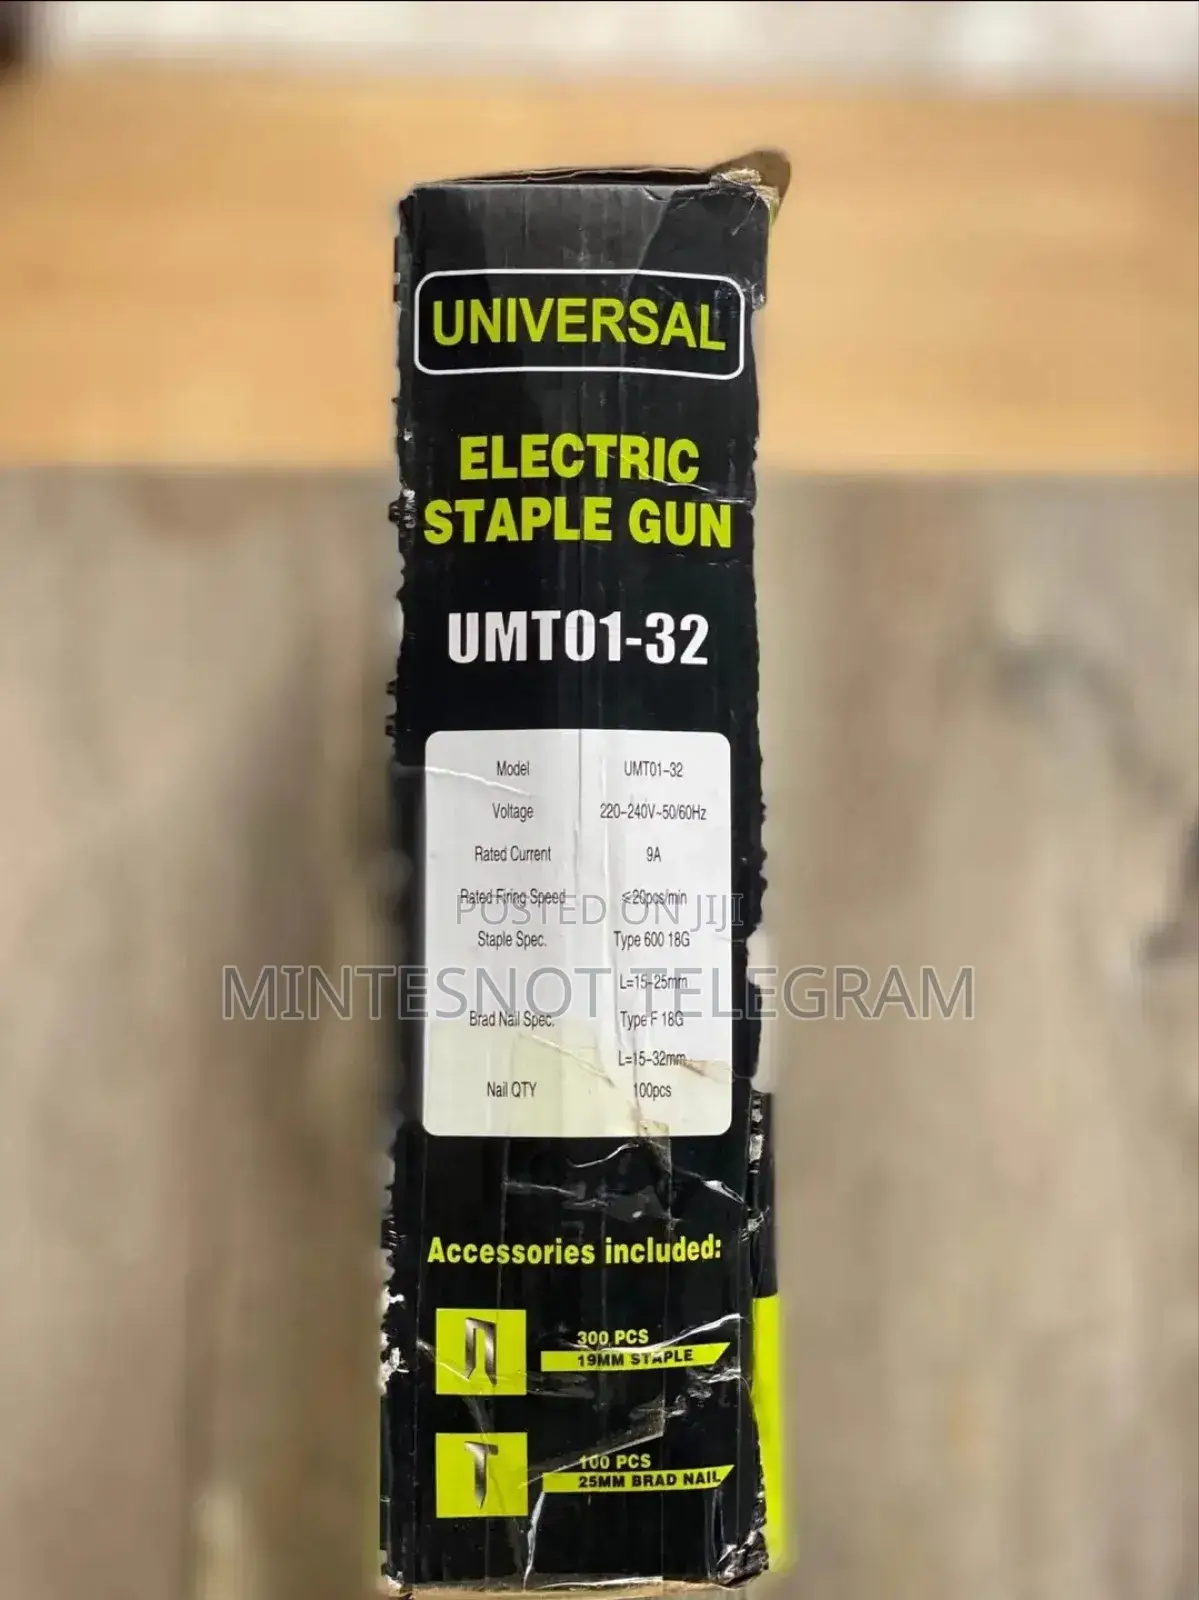 UNIVERSAL
ELECTRIC
STAPLE GUN
UMT01-32
Model UMT01-32
Voltage 220-240V~50/60Hz
Rated Current 9A
Rated Firing Speed ≤20pcs/min
POSTED ON JIJI
Staple Spec. Type 600 18G
L=15-25mm
MINTESNOT TELEGRAM
Brad Nail Spec. Type F 18G
L=15-32mm
Nail QTY 100pcs
Accessories included:
300 PCS
19MM STAPLE
100 PCS
25MM BRAD NAIL